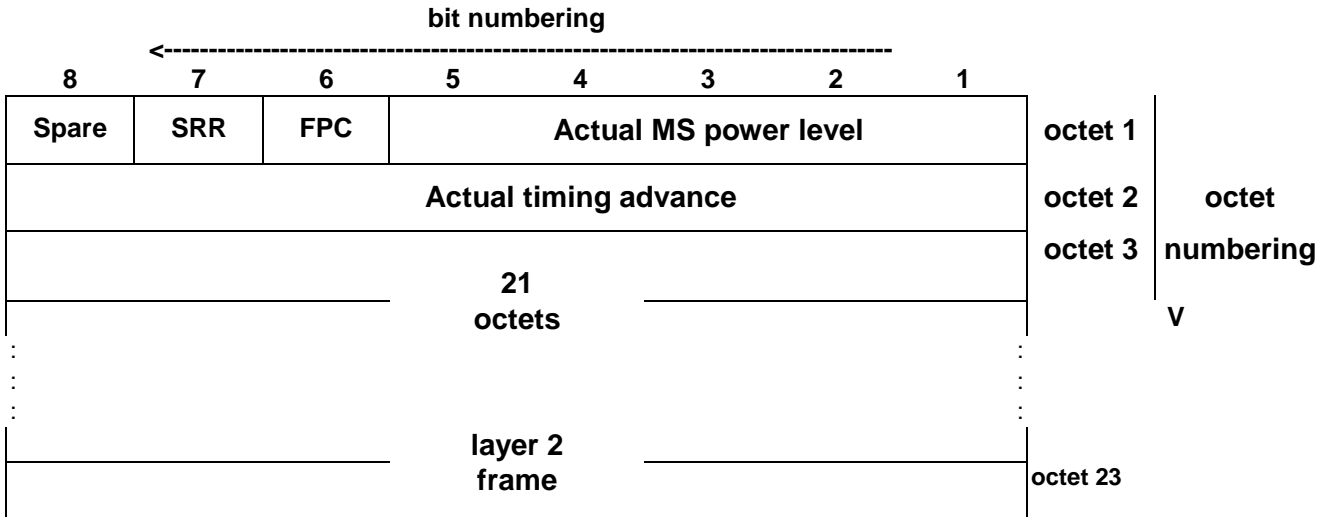 bit numbering
<---------------------------------------------------------------------------------
8 7 6 5 4 3 2 1
Spare SRR FPC Actual MS power level octet 1
Actual timing advance octet 2 octet
octet 3 numbering
21
octets V
: :
: :
: :
layer 2
frame octet 23